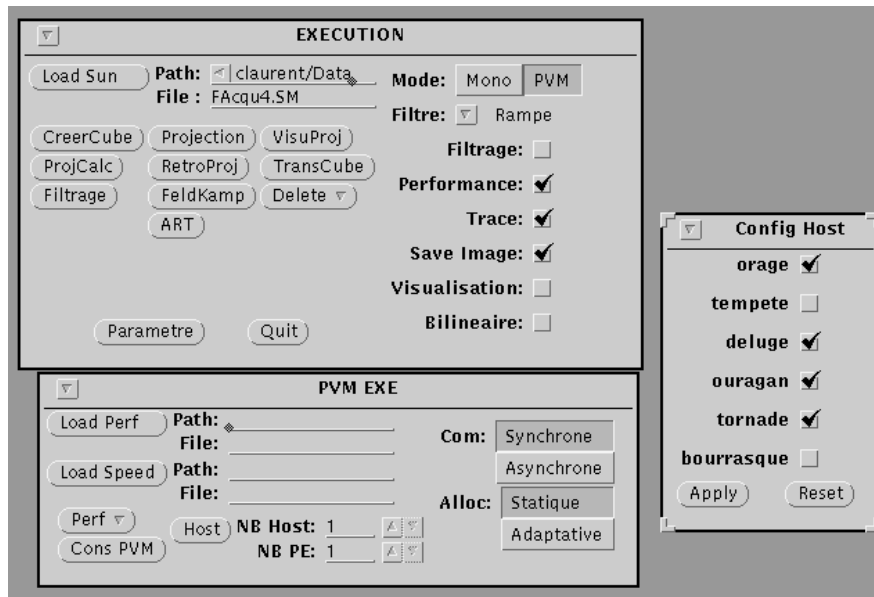 EXECUTION
Load Sun Path: claurent/Data
File : FAcqu4.SM
Mode: Mono PVM
Filtre: Rampe
CreerCube Projection VisuProj
Filtrage:
ProjCalc RetroProj TransCube
Performance:
Filtrage FeldKamp Delete
Trace:
ART
Save Image:
Visualisation:
Bilineaire:
Parametre Quit
Config Host
orage
tempete
deluge
ouragan
tornade
bourrasque
Apply Reset
PVM EXE
Load Perf Path:
File:
Com: Synchrone
Asynchrone
Load Speed Path:
File:
Alloc: Statique
Adaptative
Perf
Host NB Host: 1
Cons PVM
NB PE: 1